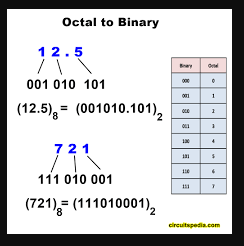 Octal to Binary
1 2 . 5
001 010 101
(12.5)8 = (001010.101)2
7 2 1
111 010 001
(721)8 = (111010001)2
Binary Octal
000 0
001 1
010 2
011 3
100 4
101 5
110 6
111 7
circuitspedia.com